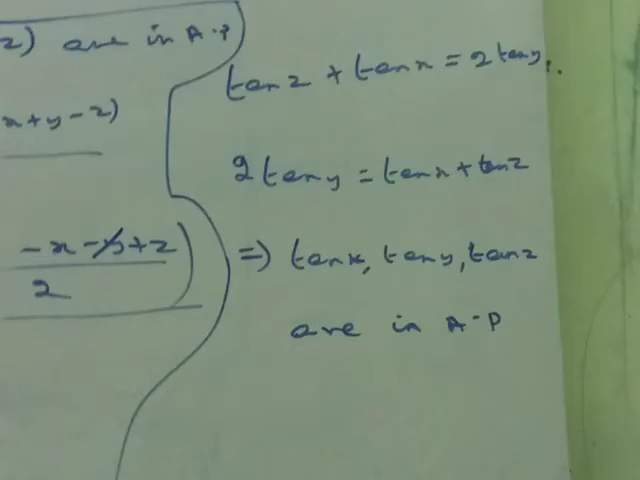 z) are in A.P
x+y-z)
-x-y+z)
2
tan z + tan x = 2 tan y.
2 tan y = tan x + tan z
=> tan x, tan y, tan z
are in A.P